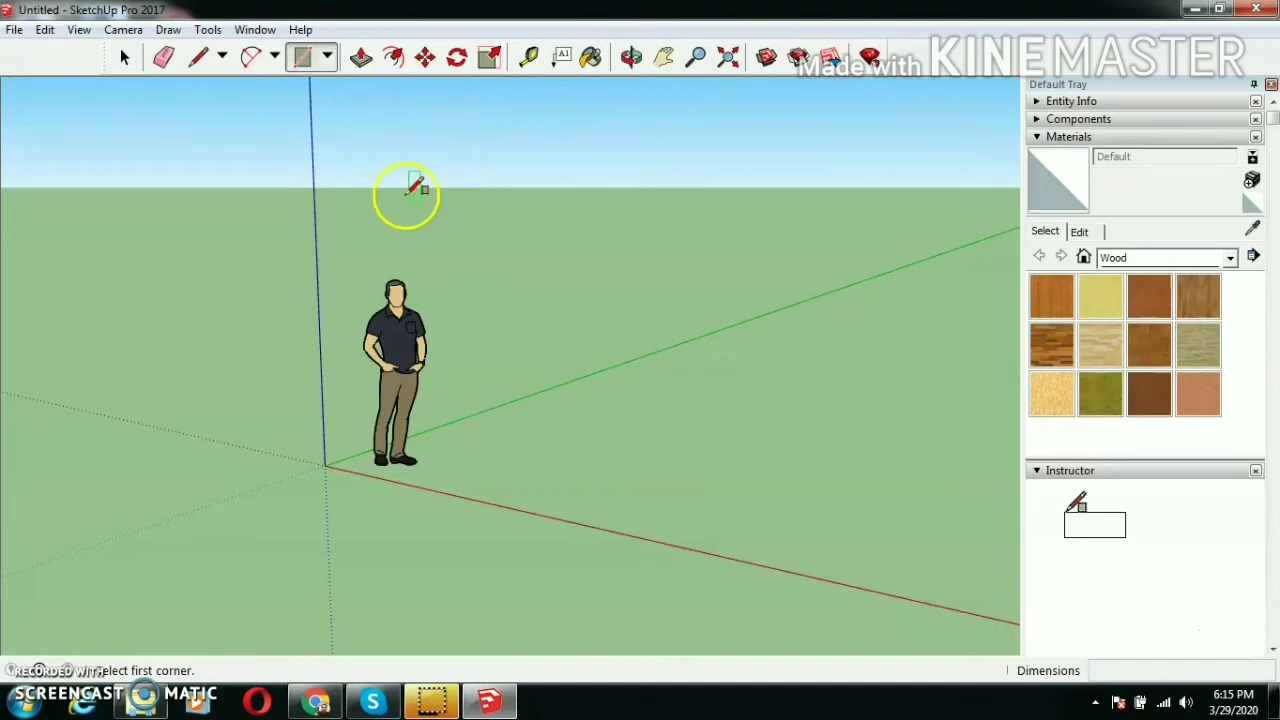 Untitled - SketchUp Pro 2017
File Edit View Camera Draw Tools Window Help
A1
Made with KINEMASTER
Default Tray
Entity Info
Components
Materials
Default
Select Edit
Wood
Instructor
select first corner.
Dimensions
RECORDED WITH
SCREENCAST MATIC
6:15 PM
3/29/2020